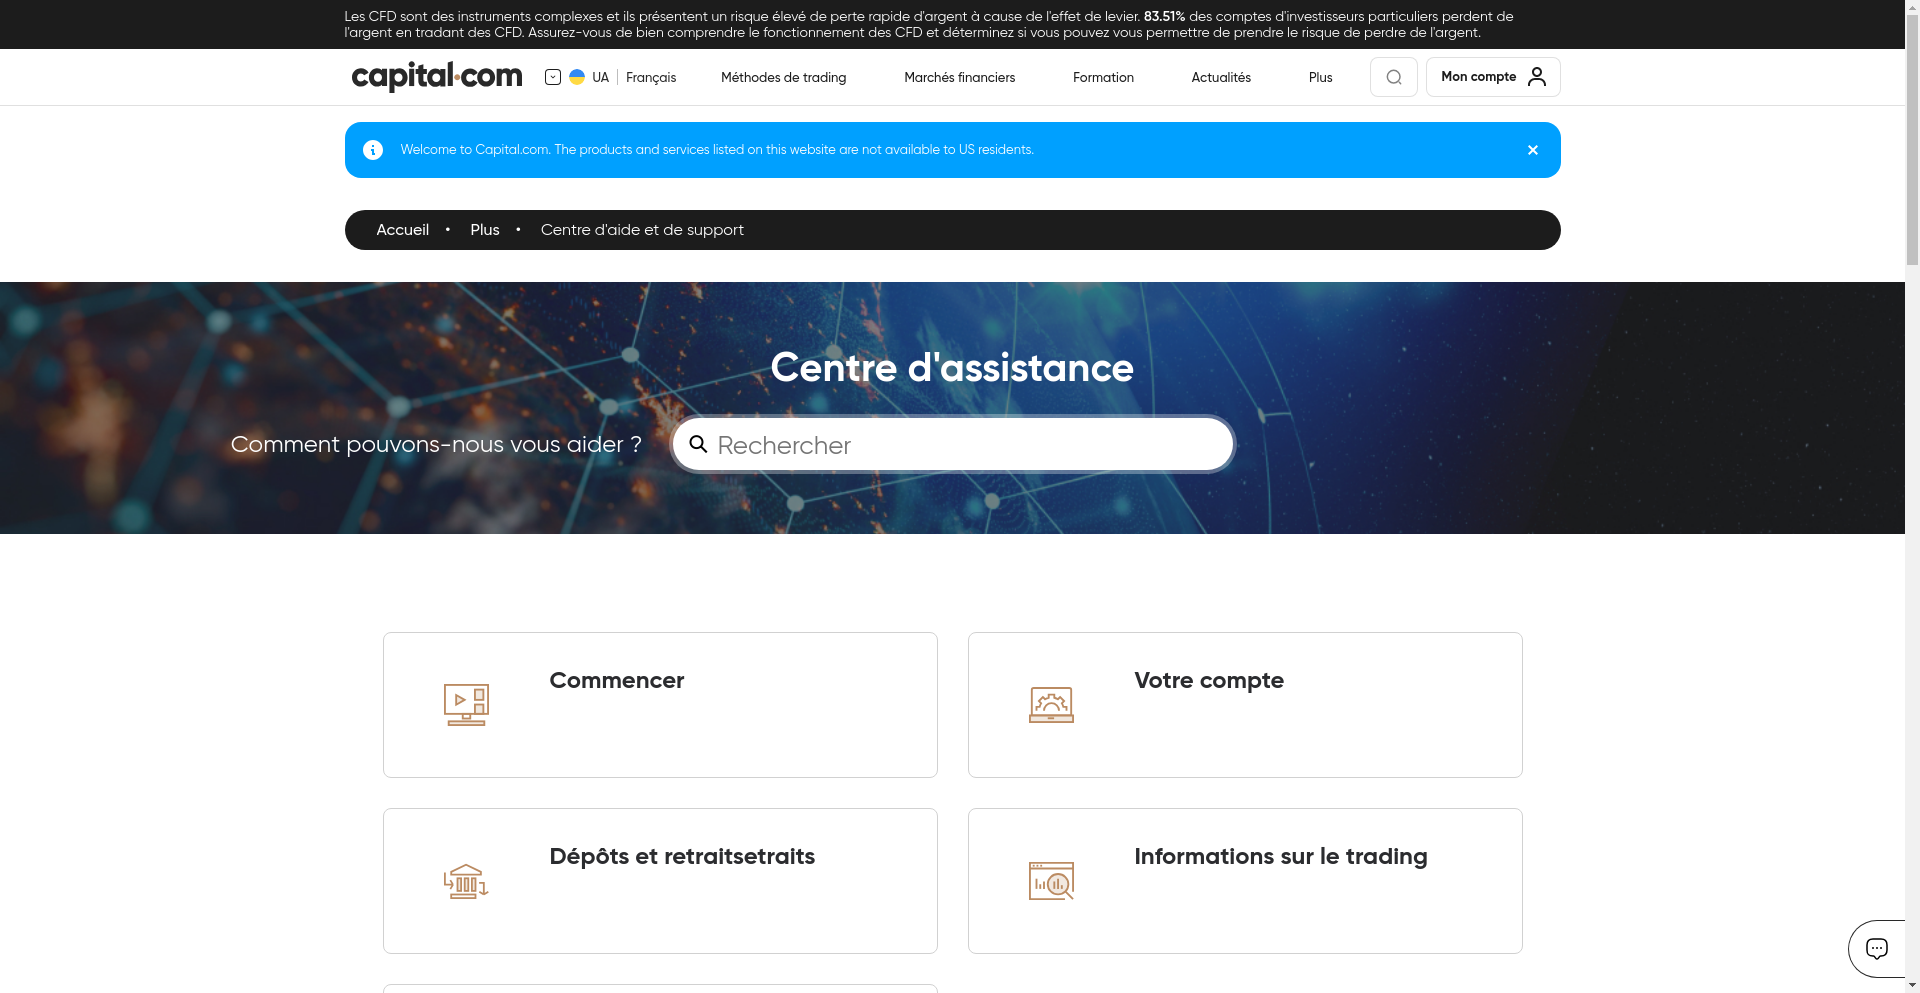 Les CFD sont des instruments complexes et ils présentent un risque élevé de perte rapide d'argent à cause de l'effet de levier. 83.51% des comptes d'investisseurs particuliers perdent de
l'argent en tradant des CFD. Assurez-vous de bien comprendre le fonctionnement des CFD et déterminez si vous pouvez vous permettre de prendre le risque de perdre de l'argent.
capital.com UA Français Méthodes de trading Marchés financiers Formation Actualités Plus Mon compte
Welcome to Capital.com. The products and services listed on this website are not available to US residents.
Accueil • Plus • Centre d'aide et de support
Centre d'assistance
Comment pouvons-nous vous aider ? Rechercher
Commencer
Votre compte
Dépôts et retraitsetraits
Informations sur le trading